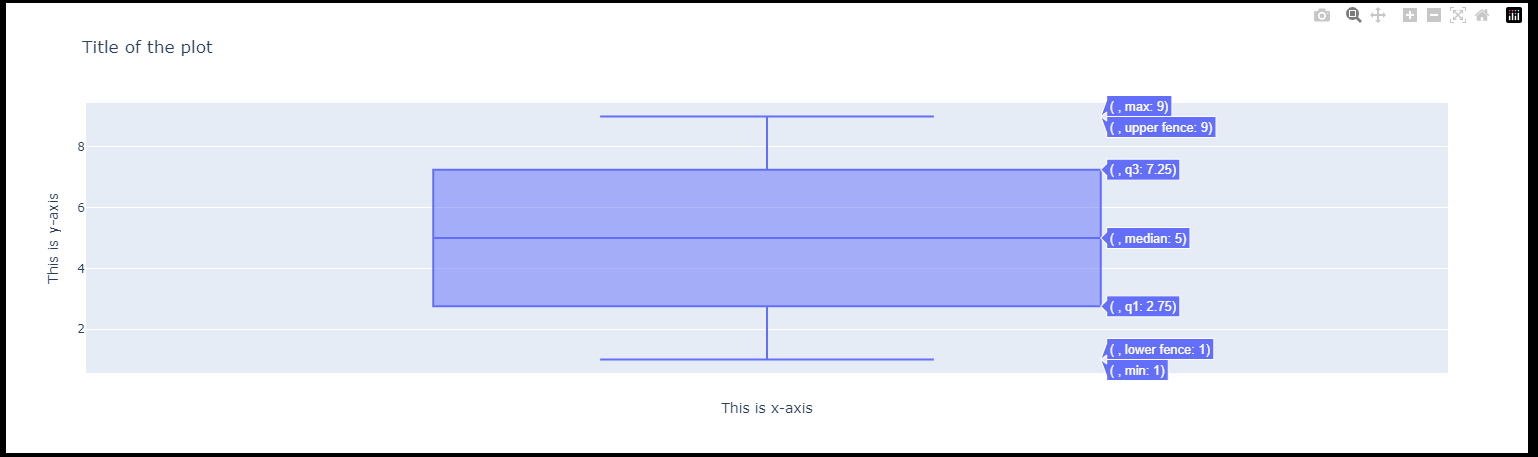 Title of the plot
( , max: 9)
( , upper fence: 9)
8
( , q3: 7.25)
6
This is y-axis
( , median: 5)
4
( , q1: 2.75)
2
( , lower fence: 1)
( , min: 1)
This is x-axis